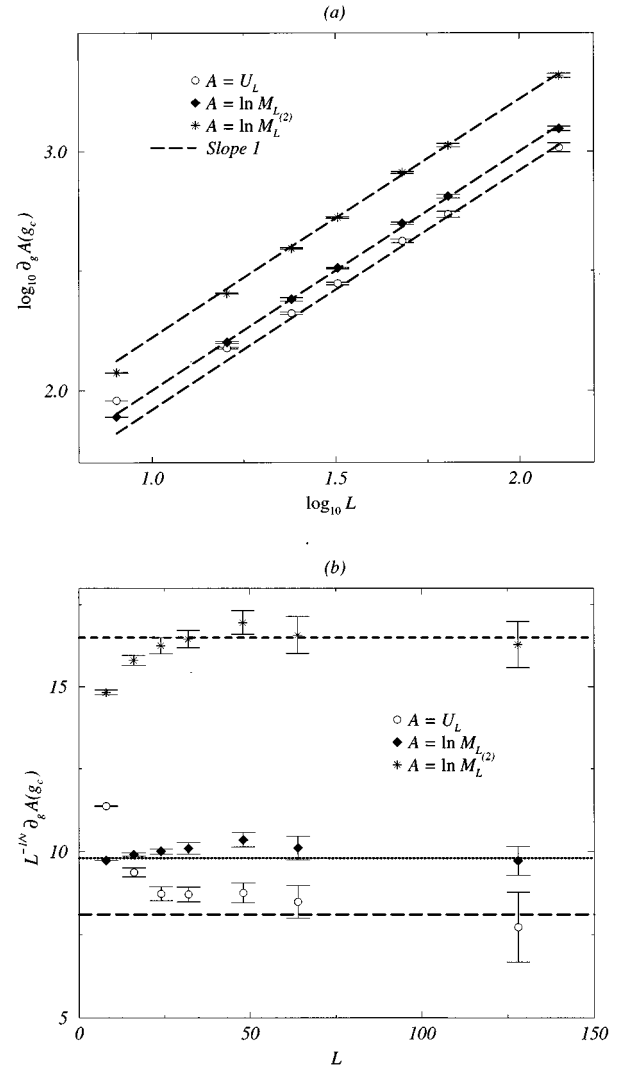 (a)
A = U_L
A = ln M_L
A = ln M_L^(2)
Slope 1
3.0
2.0
log₁₀ ∂_g A(g_c)
1.0
1.5
2.0
log₁₀ L
(b)
15
10
5
A = U_L
A = ln M_L
A = ln M_L^(2)
L^{-1/ν} ∂_g A(g_c)
0
50
100
150
L